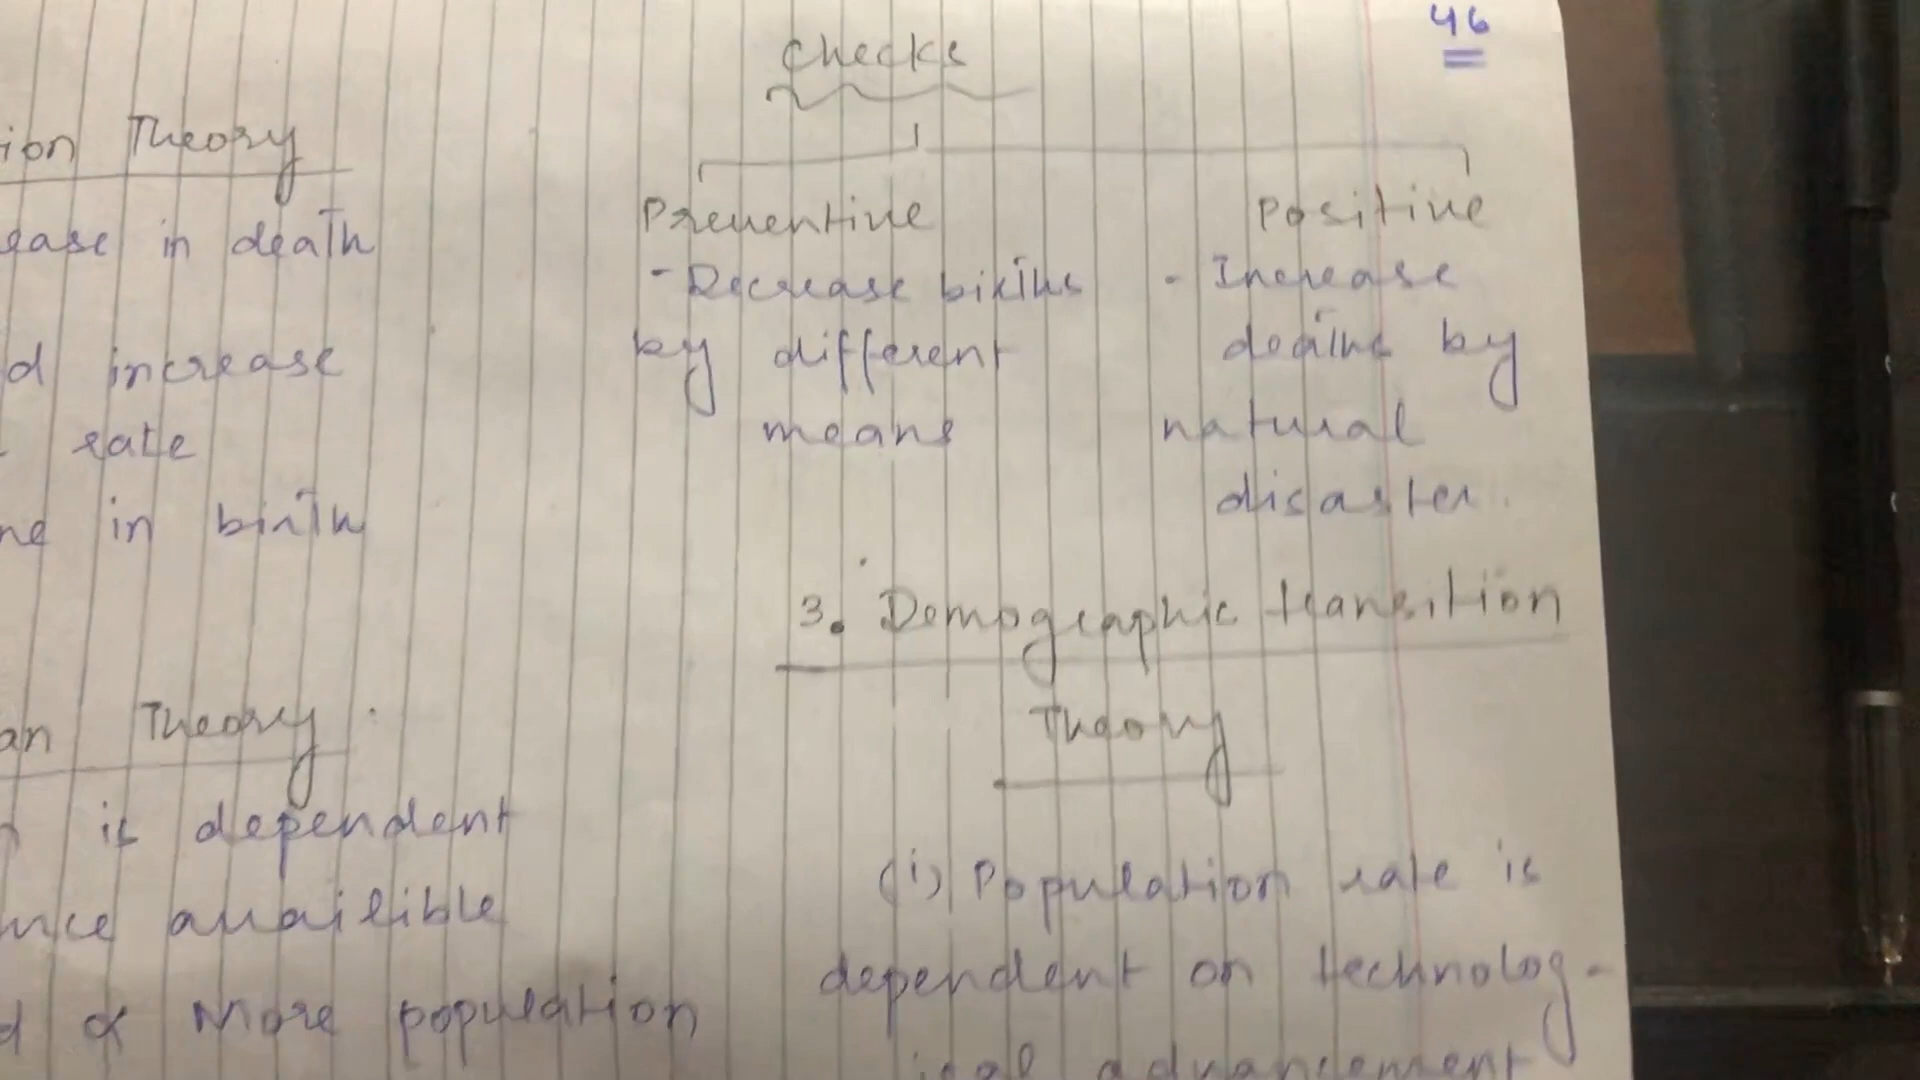 46
ion Theory
ease in death
d increase
rate
ne in birth
an Theory
is dependent
nce availible
d α more population
checks
Preventive
- Decrease births
by different
means
Positive
- Increase
deaths by
natural
disaster.
3. Demographic transition
Theory
(i) Population rate is
dependent on technolog-
ical advancement